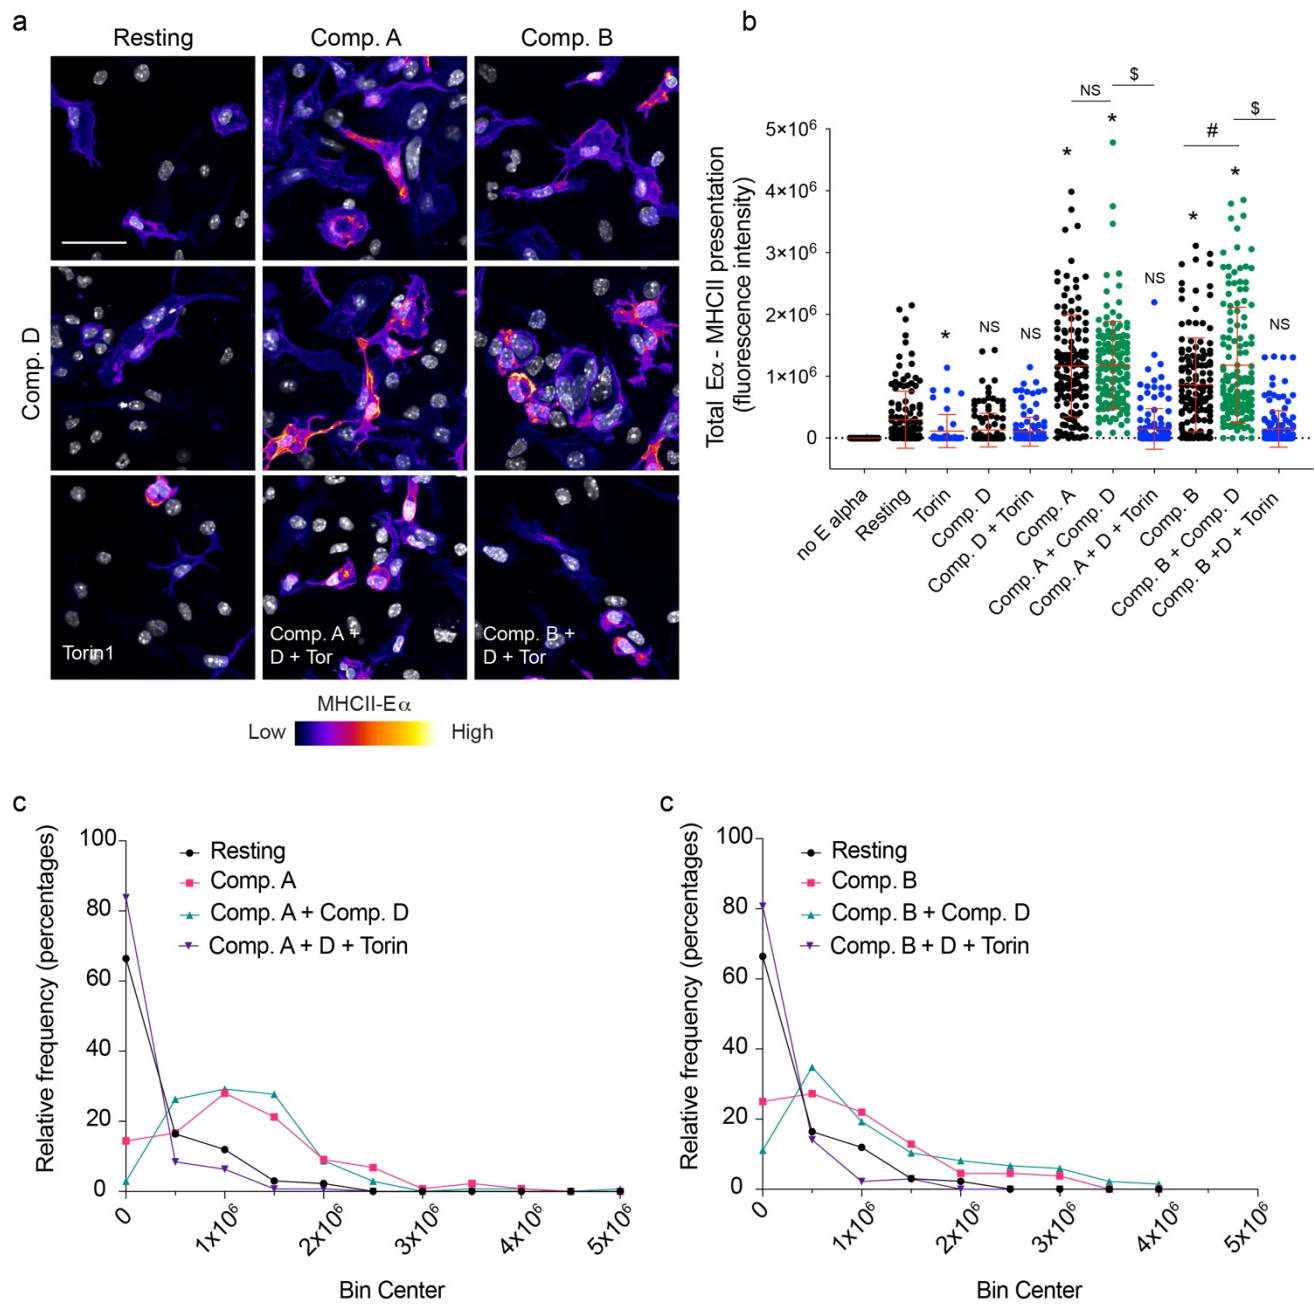 a
Resting
Comp. A
Comp. B
Comp. D
Torin1
Comp. A +
D + Tor
Comp. B +
D + Tor
MHCII-Eα
Low
High
b
Total Eα - MHCII presentation
(fluorescence intensity)
5×10⁶
4×10⁶
3×10⁶
2×10⁶
1×10⁶
0
NS
$
*
*
NS
#
$
*
*
NS
*
NS
NS
no E alpha
Resting
Torin
Comp. D
Comp. D + Torin
Comp. A
Comp. A + Comp. D
Comp. A + D + Torin
Comp. B
Comp. B + Comp. D
Comp. B +D + Torin
c
Relative frequency (percentages)
100
80
60
40
20
0
Resting
Comp. A
Comp. A + Comp. D
Comp. A + D + Torin
0
1x10⁶
2x10⁶
3x10⁶
4x10⁶
5x10⁶
Bin Center
c
Relative frequency (percentages)
100
80
60
40
20
0
Resting
Comp. B
Comp. B + Comp. D
Comp. B + D + Torin
0
1x10⁶
2x10⁶
3x10⁶
4x10⁶
5x10⁶
Bin Center